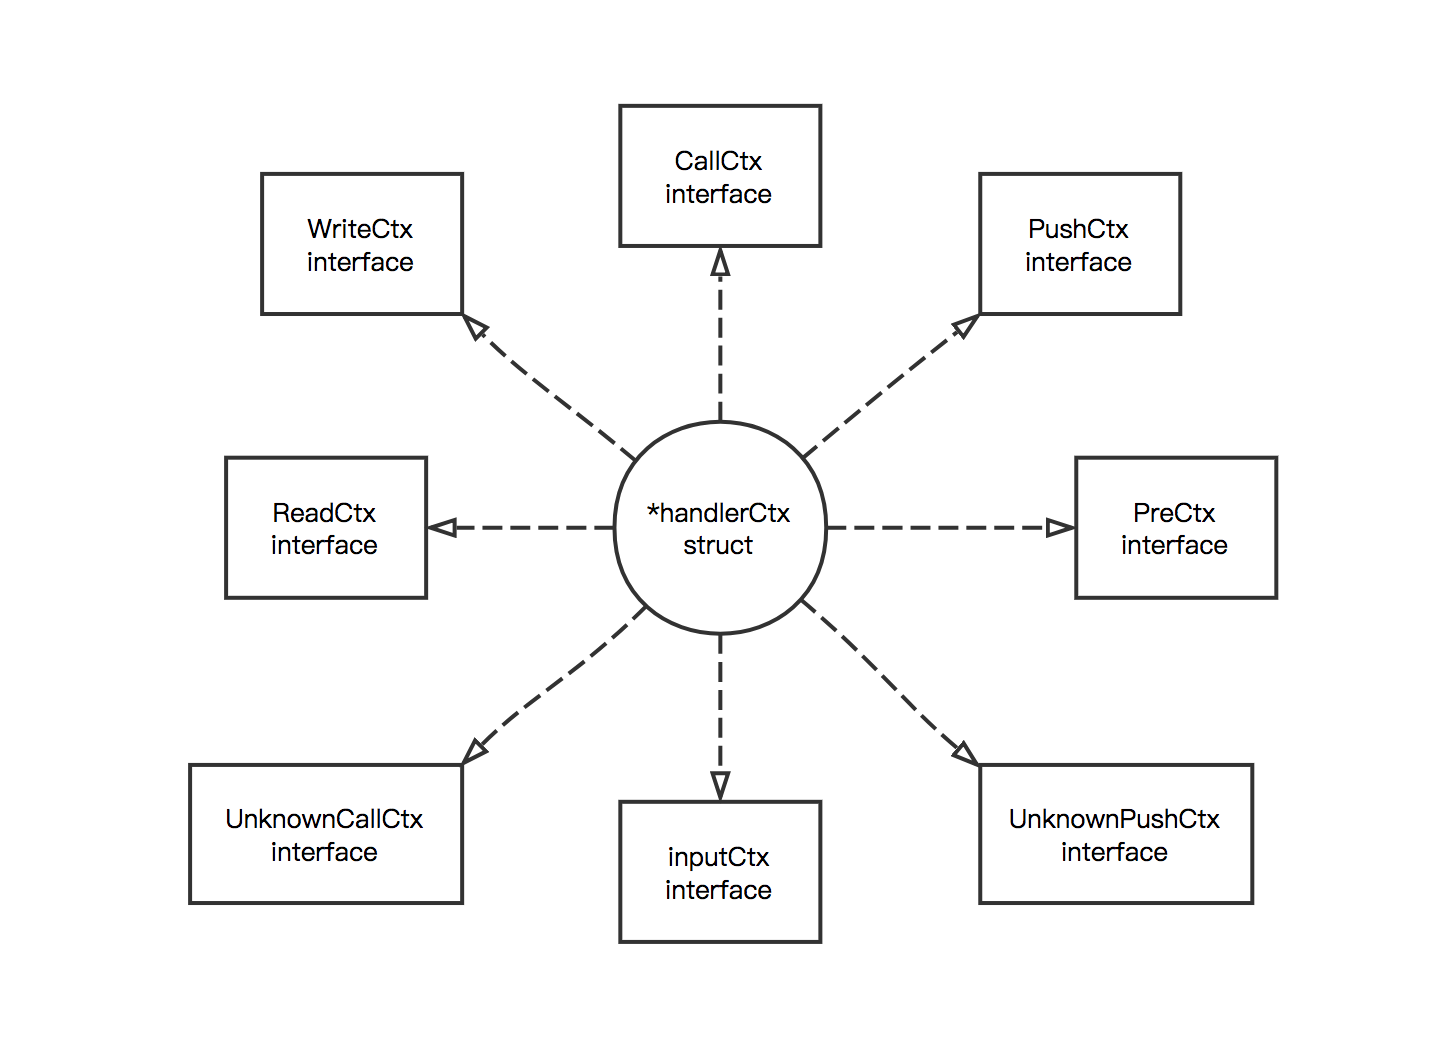 CallCtx
interface
WriteCtx
interface
PushCtx
interface
ReadCtx
interface
*handlerCtx
struct
PreCtx
interface
UnknownCallCtx
interface
inputCtx
interface
UnknownPushCtx
interface